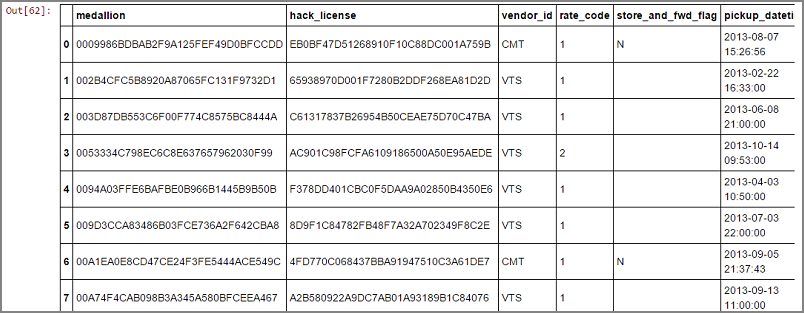 Out[62]:
medallion hack_license vendor_id rate_code store_and_fwd_flag pickup_dateti
0 0009986BDBAB2F9A125FEF49D0BFCCDD EB0BF47D51268910F10C88DC001A759B CMT 1 N 2013-08-07
15:26:56
1 002B4CFC5B8920A87065FC131F9732D1 65938970D001F7280B2DDF268EA81D2D VTS 1 2013-02-22
16:33:00
2 003D87DB553C6F00F774C8575BC8444A C61317837B26954B50CEAE75D70C47BA VTS 1 2013-06-08
21:00:00
3 0053334C798EC6C8E637657962030F99 AC901C98FCFA6109186500A50E95AEDE VTS 2 2013-10-14
09:53:00
4 0094A03FFE6BAFBE0B966B1445B9B50B F378DD401CBC0F5DAA9A02850B4350E6 VTS 1 2013-04-03
10:50:00
5 009D3CCA83486B03FCE736A2F642CBA8 8D9F1C84782FB48F7A32A702349F8C2E VTS 1 2013-07-03
22:00:00
6 00A1EA0E8CD47CE24F3FE5444ACE549C 4FD770C068437BBA91947510C3A61DE7 CMT 1 N 2013-09-05
21:37:43
7 00A74F4CAB098B3A345A580BFCEEA467 A2B580922A9DC7AB01A93189B1C84076 VTS 1 2013-09-13
11:00:00